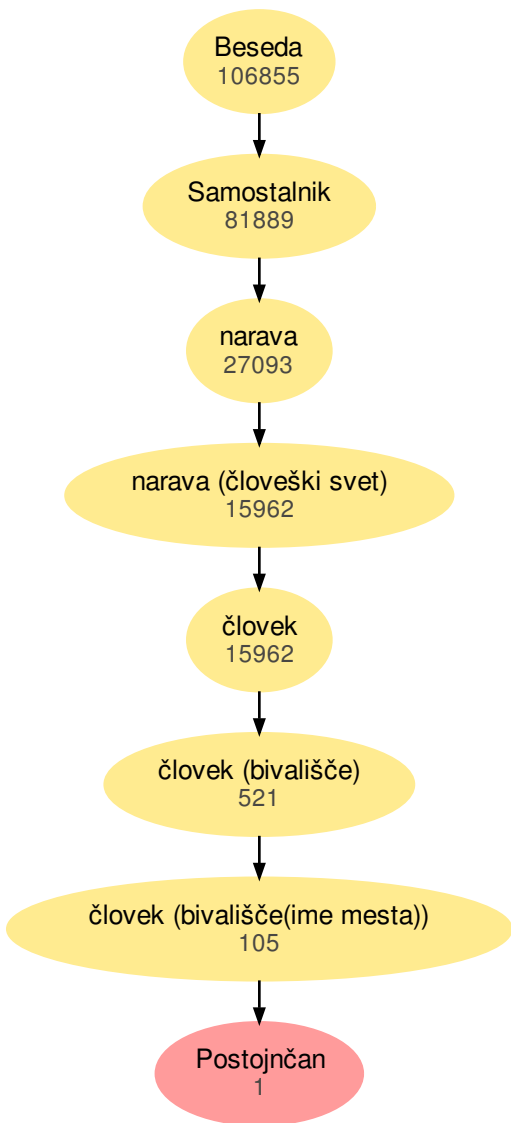 Beseda
106855
Samostalnik
81889
narava
27093
narava (človeški svet)
15962
človek
15962
človek (bivališče)
521
človek (bivališče(ime mesta))
105
Postojnčan
1